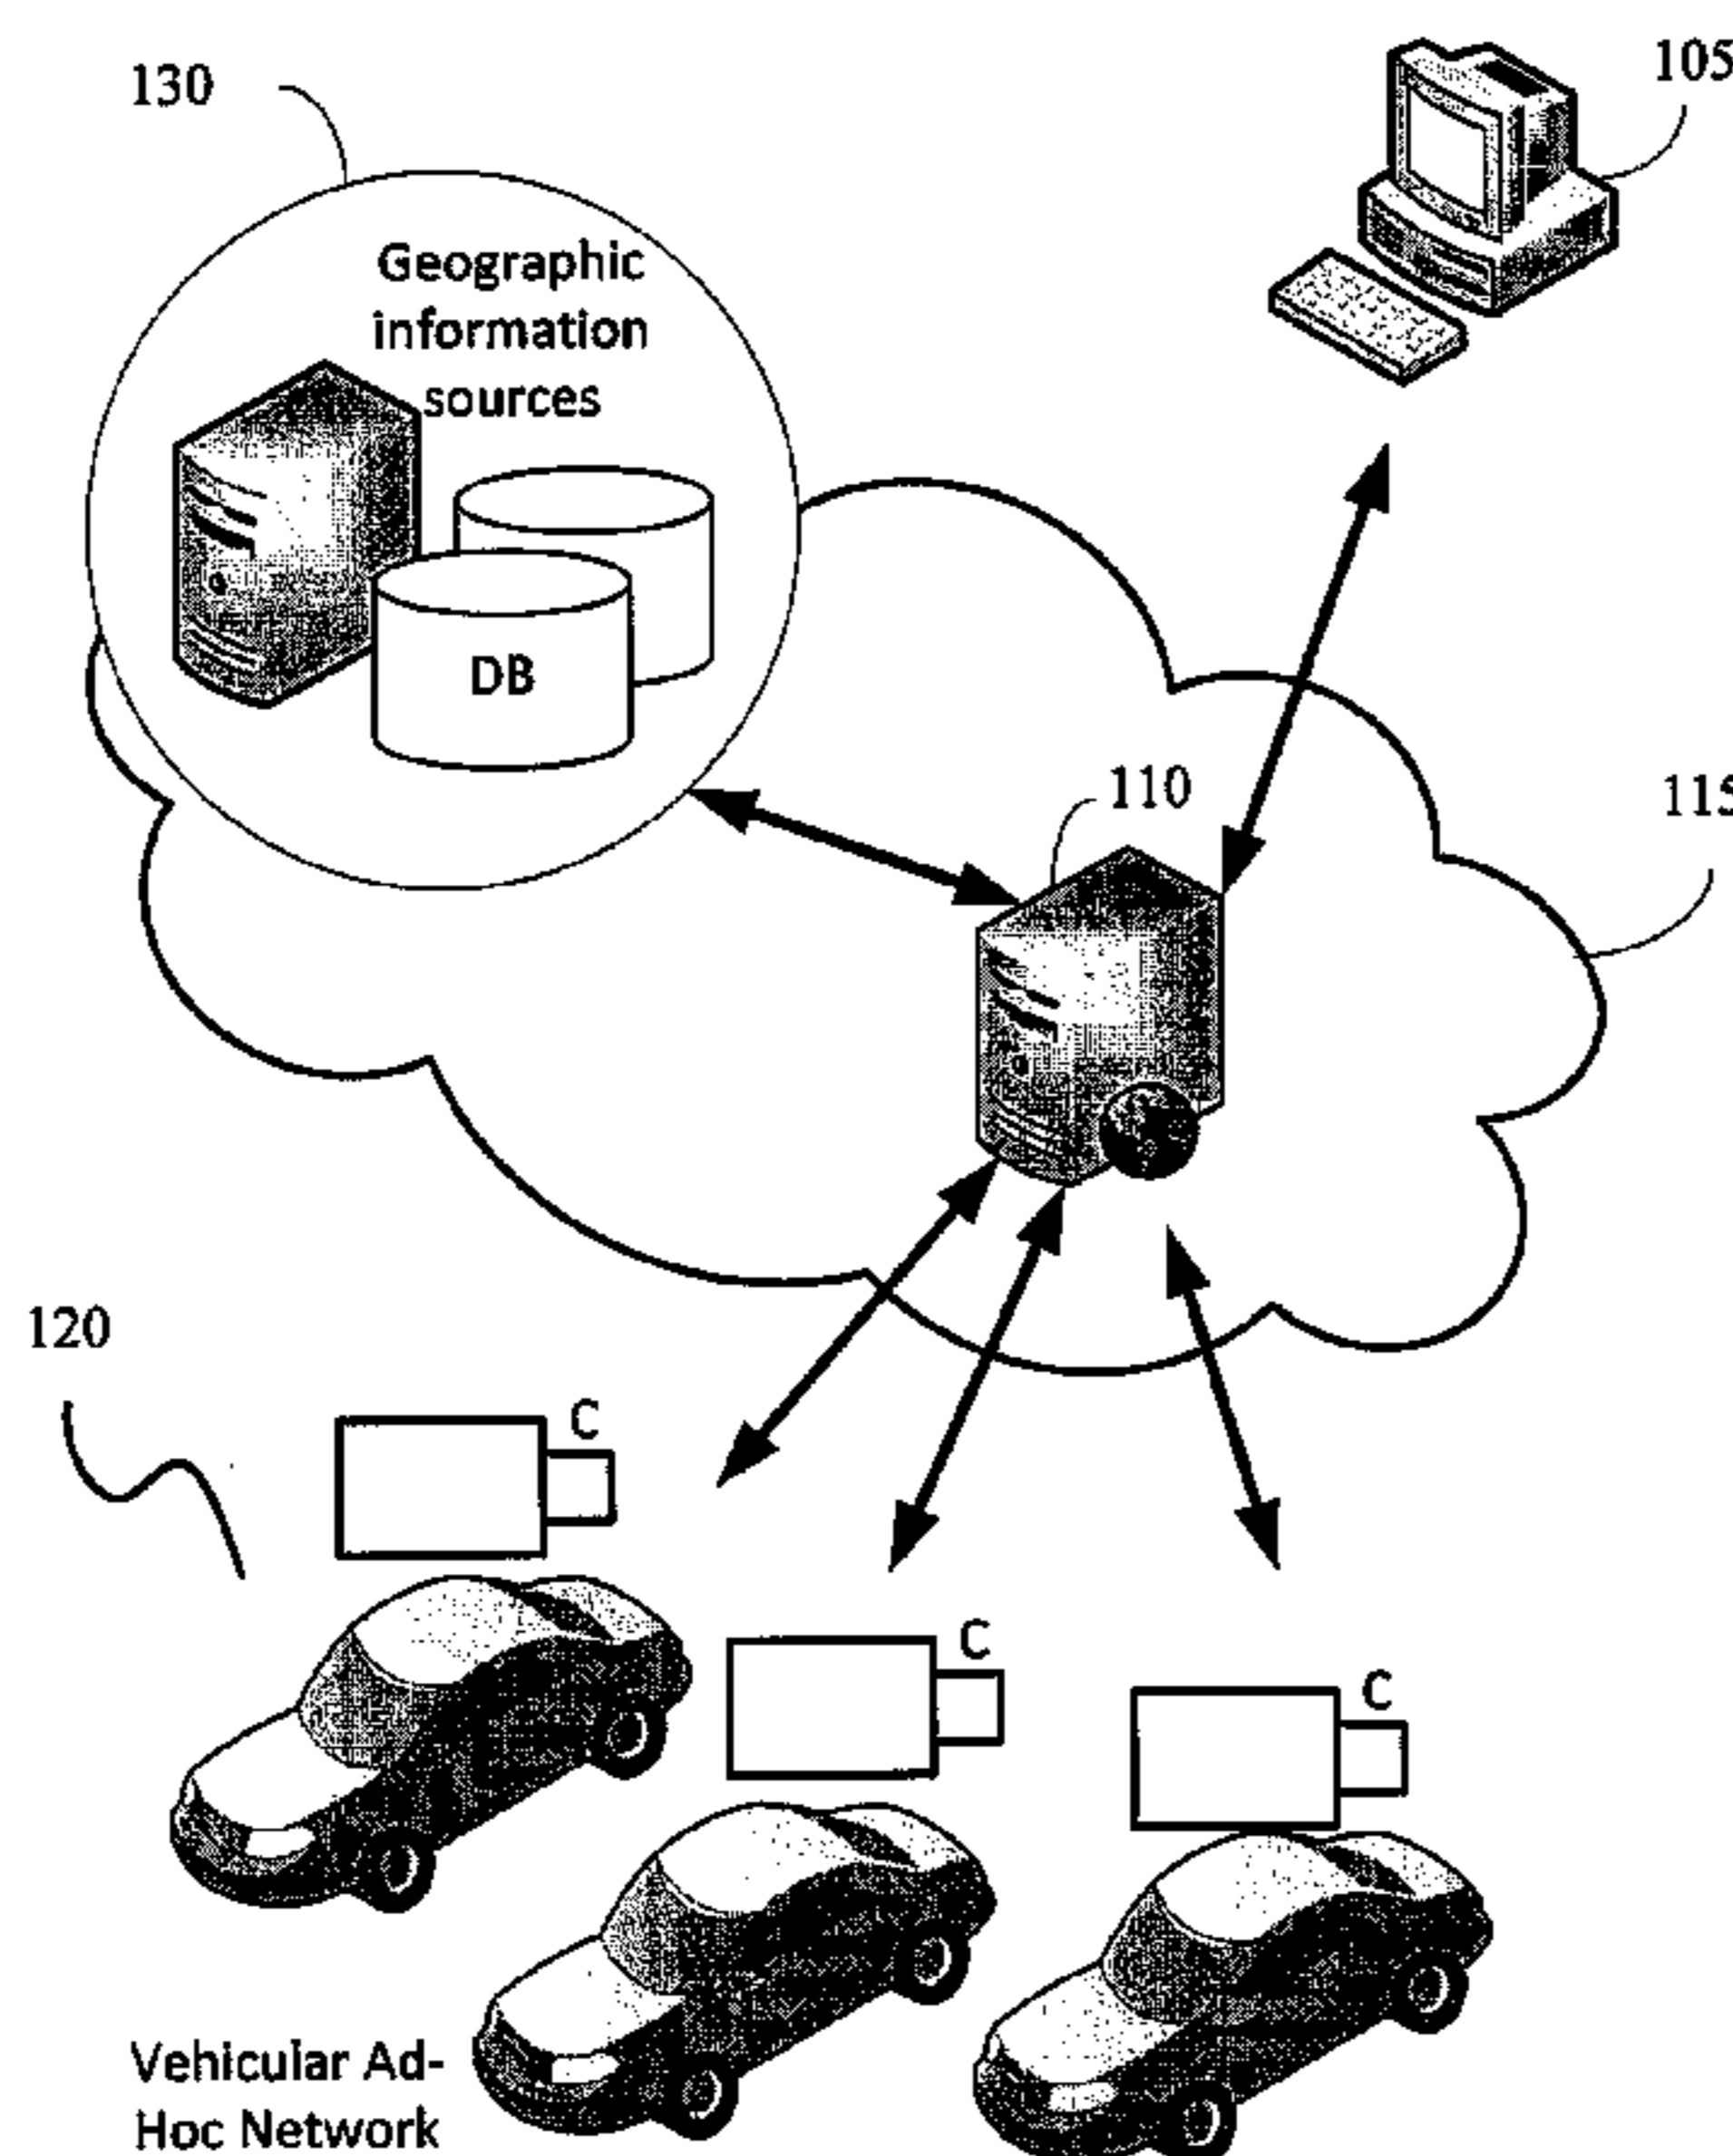 130
105
Geographic
information
sources
DB
110
115
120
C
C
C
Vehicular Ad-
Hoc Network